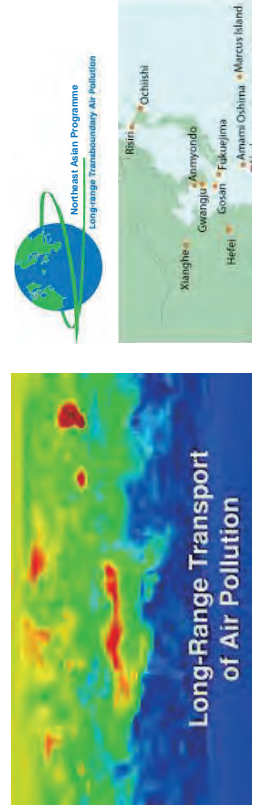 Northeast Asian Programme
Long-range Transboundary Air Pollution
Risiri
Ochiishi
Anmyondo
Xianghe
Gwangju
Fukuejima
Gosan
Hefei
Amami Oshima
Marcus Island
Long-Range Transport
of Air Pollution